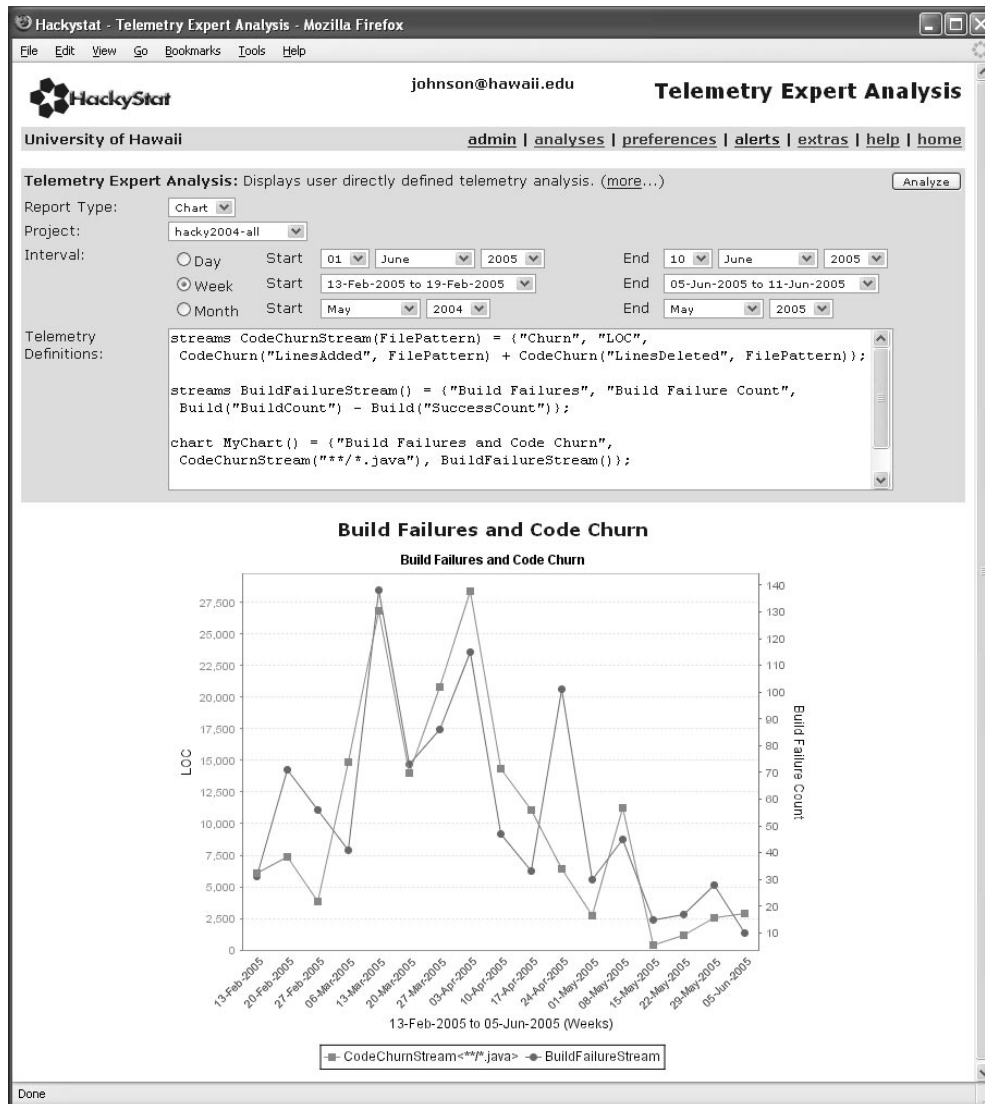 Hackystat - Telemetry Expert Analysis - Mozilla Firefox
File Edit View Go Bookmarks Tools Help
HackyStat
johnson@hawaii.edu
Telemetry Expert Analysis
University of Hawaii
admin | analyses | preferences | alerts | extras | help | home
Telemetry Expert Analysis: Displays user directly defined telemetry analysis. (more...) Analyze
Report Type: Chart
Project: hacky2004-all
Interval: Day Start 01 June 2005 End 10 June 2005
Week Start 13-Feb-2005 to 19-Feb-2005 End 05-Jun-2005 to 11-Jun-2005
Month Start May 2004 End May 2005
Telemetry
Definitions:
streams CodeChurnStream(FilePattern) = {"Churn", "LOC",
CodeChurn("LinesAdded", FilePattern) + CodeChurn("LinesDeleted", FilePattern)};
streams BuildFailureStream() = {"Build Failures", "Build Failure Count",
Build("BuildCount") - Build("SuccessCount")};
chart MyChart() = {"Build Failures and Code Churn",
CodeChurnStream("**/*.java"), BuildFailureStream()};
Build Failures and Code Churn
Build Failures and Code Churn
LOC
27,500
25,000
22,500
20,000
17,500
15,000
12,500
10,000
7,500
5,000
2,500
0
140
130
120
110
100
90
80
70
60
50
40
30
20
10
Build Failure Count
13-Feb-2005
20-Feb-2005
27-Feb-2005
06-Mar-2005
13-Mar-2005
20-Mar-2005
27-Mar-2005
03-Apr-2005
10-Apr-2005
17-Apr-2005
24-Apr-2005
01-May-2005
08-May-2005
15-May-2005
22-May-2005
29-May-2005
05-Jun-2005
13-Feb-2005 to 05-Jun-2005 (Weeks)
CodeChurnStream<**/*.java> BuildFailureStream
Done